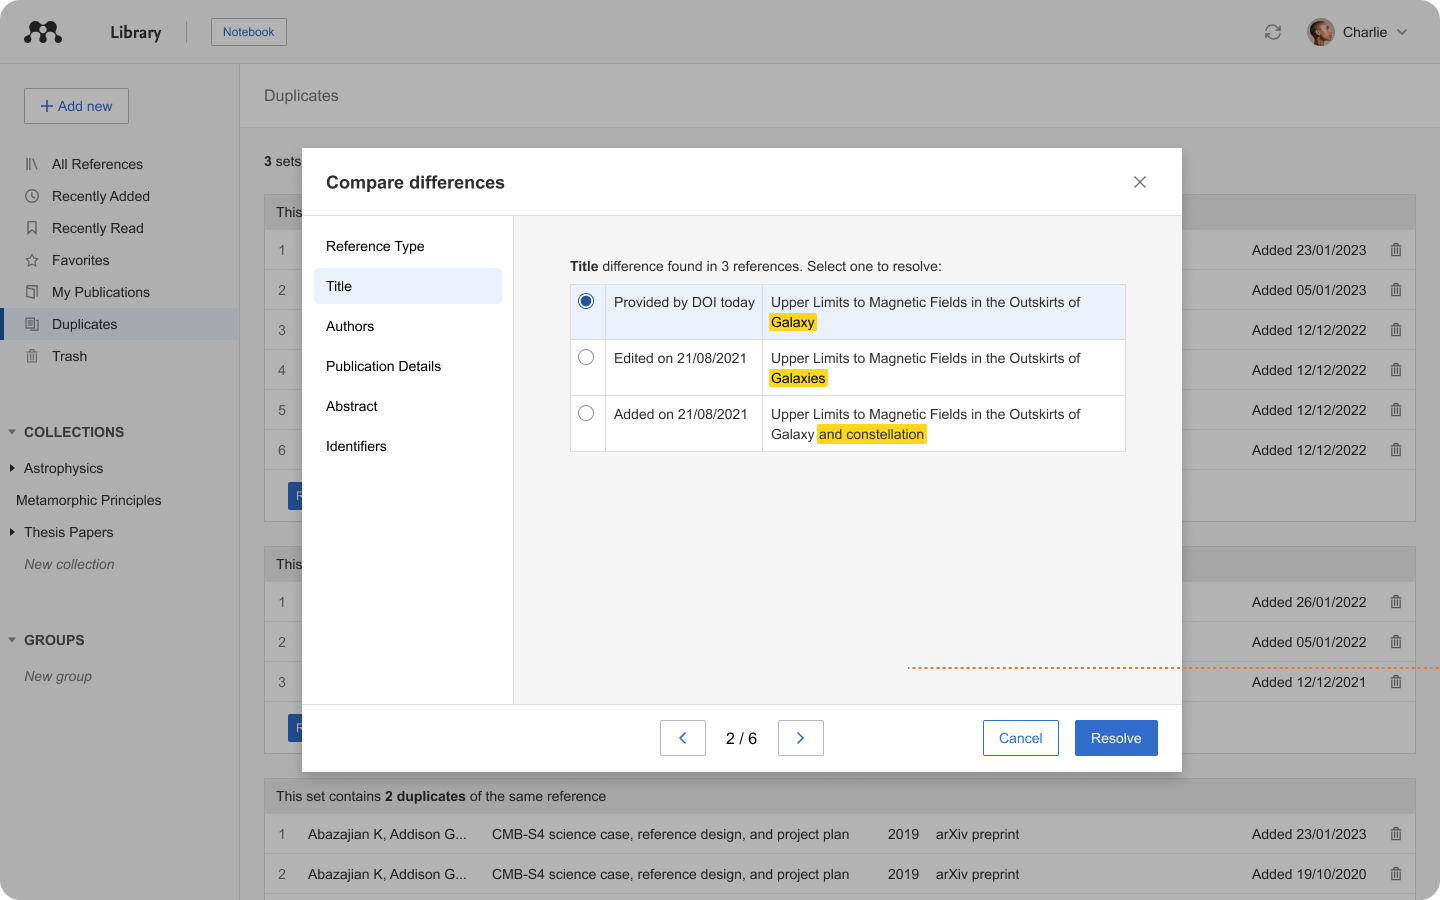 Library
Notebook
Charlie
Add new
Duplicates
All References
Recently Added
Recently Read
Favorites
My Publications
Duplicates
Trash
COLLECTIONS
Astrophysics
Metamorphic Principles
Thesis Papers
New collection
GROUPS
New group
3 sets
This
1 Added 23/01/2023
2 Added 05/01/2023
3 Added 12/12/2022
4 Added 12/12/2022
5 Added 12/12/2022
6 Added 12/12/2022
R
This
1 Added 26/01/2022
2 Added 05/01/2022
3 Added 12/12/2021
R
This set contains 2 duplicates of the same reference
1 Abazajian K, Addison G... CMB-S4 science case, reference design, and project plan 2019 arXiv preprint Added 23/01/2023
2 Abazajian K, Addison G... CMB-S4 science case, reference design, and project plan 2019 arXiv preprint Added 19/10/2020
Compare differences
Reference Type
Title
Authors
Publication Details
Abstract
Identifiers
Title difference found in 3 references. Select one to resolve:
Provided by DOI today Upper Limits to Magnetic Fields in the Outskirts of
Galaxy
Edited on 21/08/2021 Upper Limits to Magnetic Fields in the Outskirts of
Galaxies
Added on 21/08/2021 Upper Limits to Magnetic Fields in the Outskirts of
Galaxy and constellation
2 / 6
Cancel
Resolve